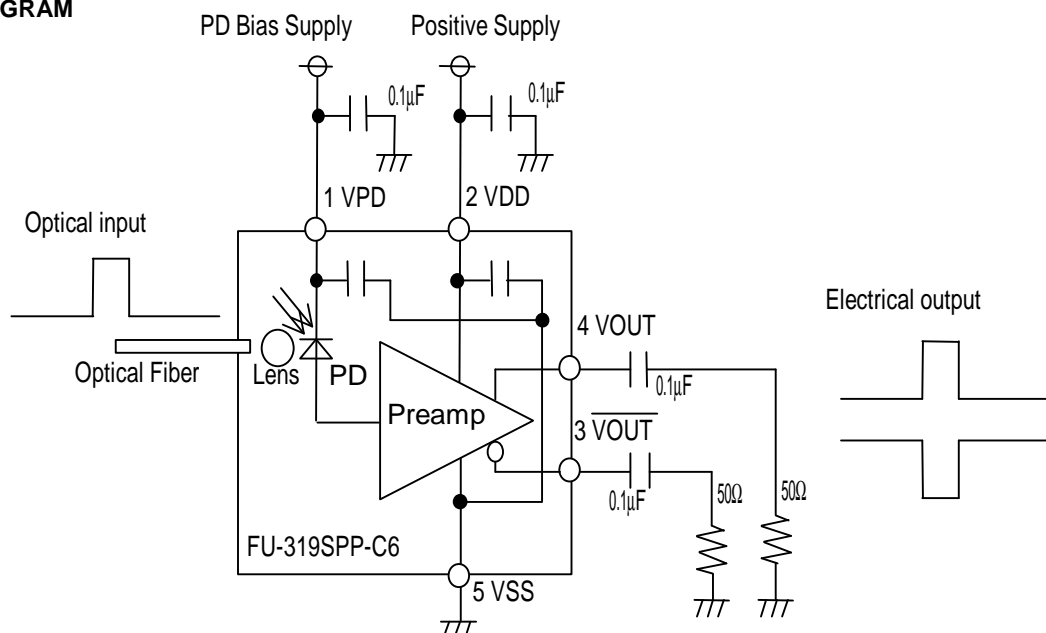 GRAM
PD Bias Supply
Positive Supply
0.1μF
0.1μF
1 VPD
2 VDD
Optical input
Electrical output
4 VOUT
Optical Fiber
Lens
PD
0.1μF
Preamp
3 VOUT
0.1μF
50Ω
50Ω
FU-319SPP-C6
5 VSS